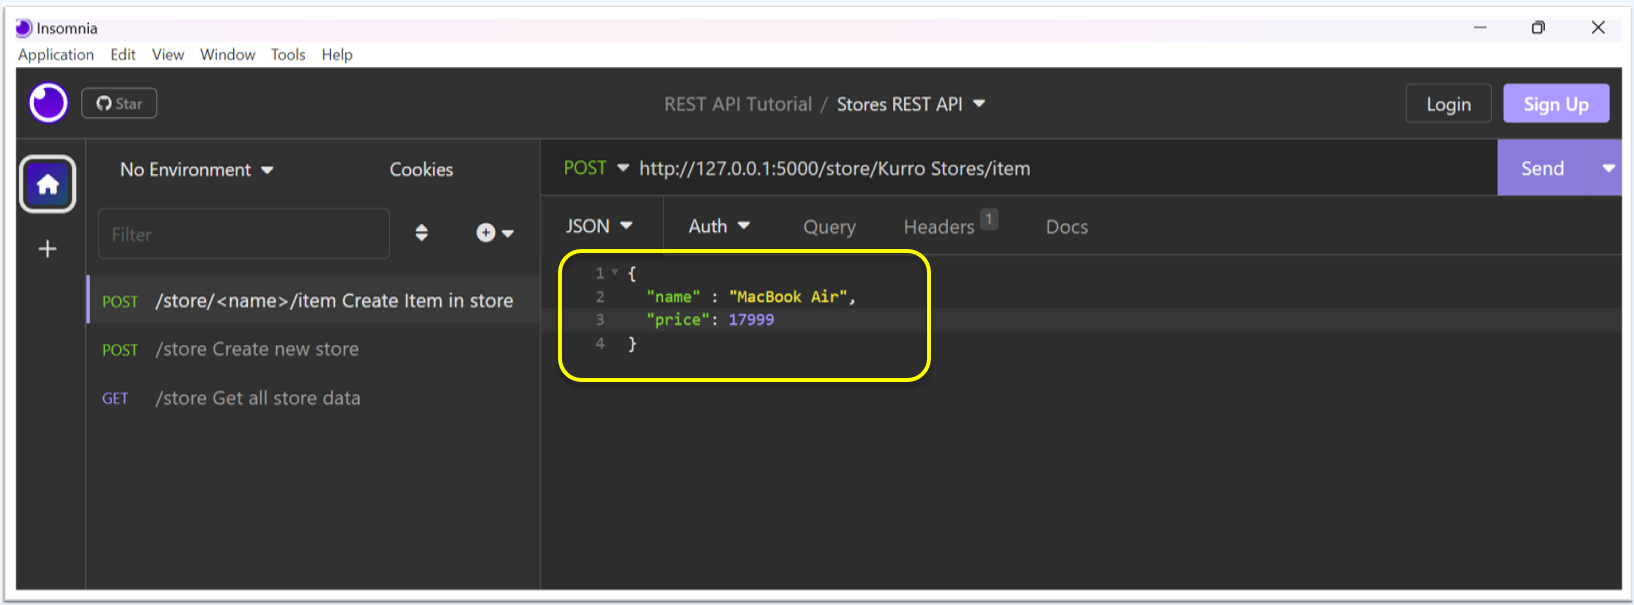 Insomnia
Application Edit View Window Tools Help
Star
REST API Tutorial / Stores REST API
Login
Sign Up
No Environment
Cookies
POST http://127.0.0.1:5000/store/Kurro Stores/item
Send
Filter
JSON Auth Query Headers 1 Docs
POST /store/<name>/item Create Item in store
POST /store Create new store
GET /store Get all store data
1 {
2 "name" : "MacBook Air",
3 "price": 17999
4 }